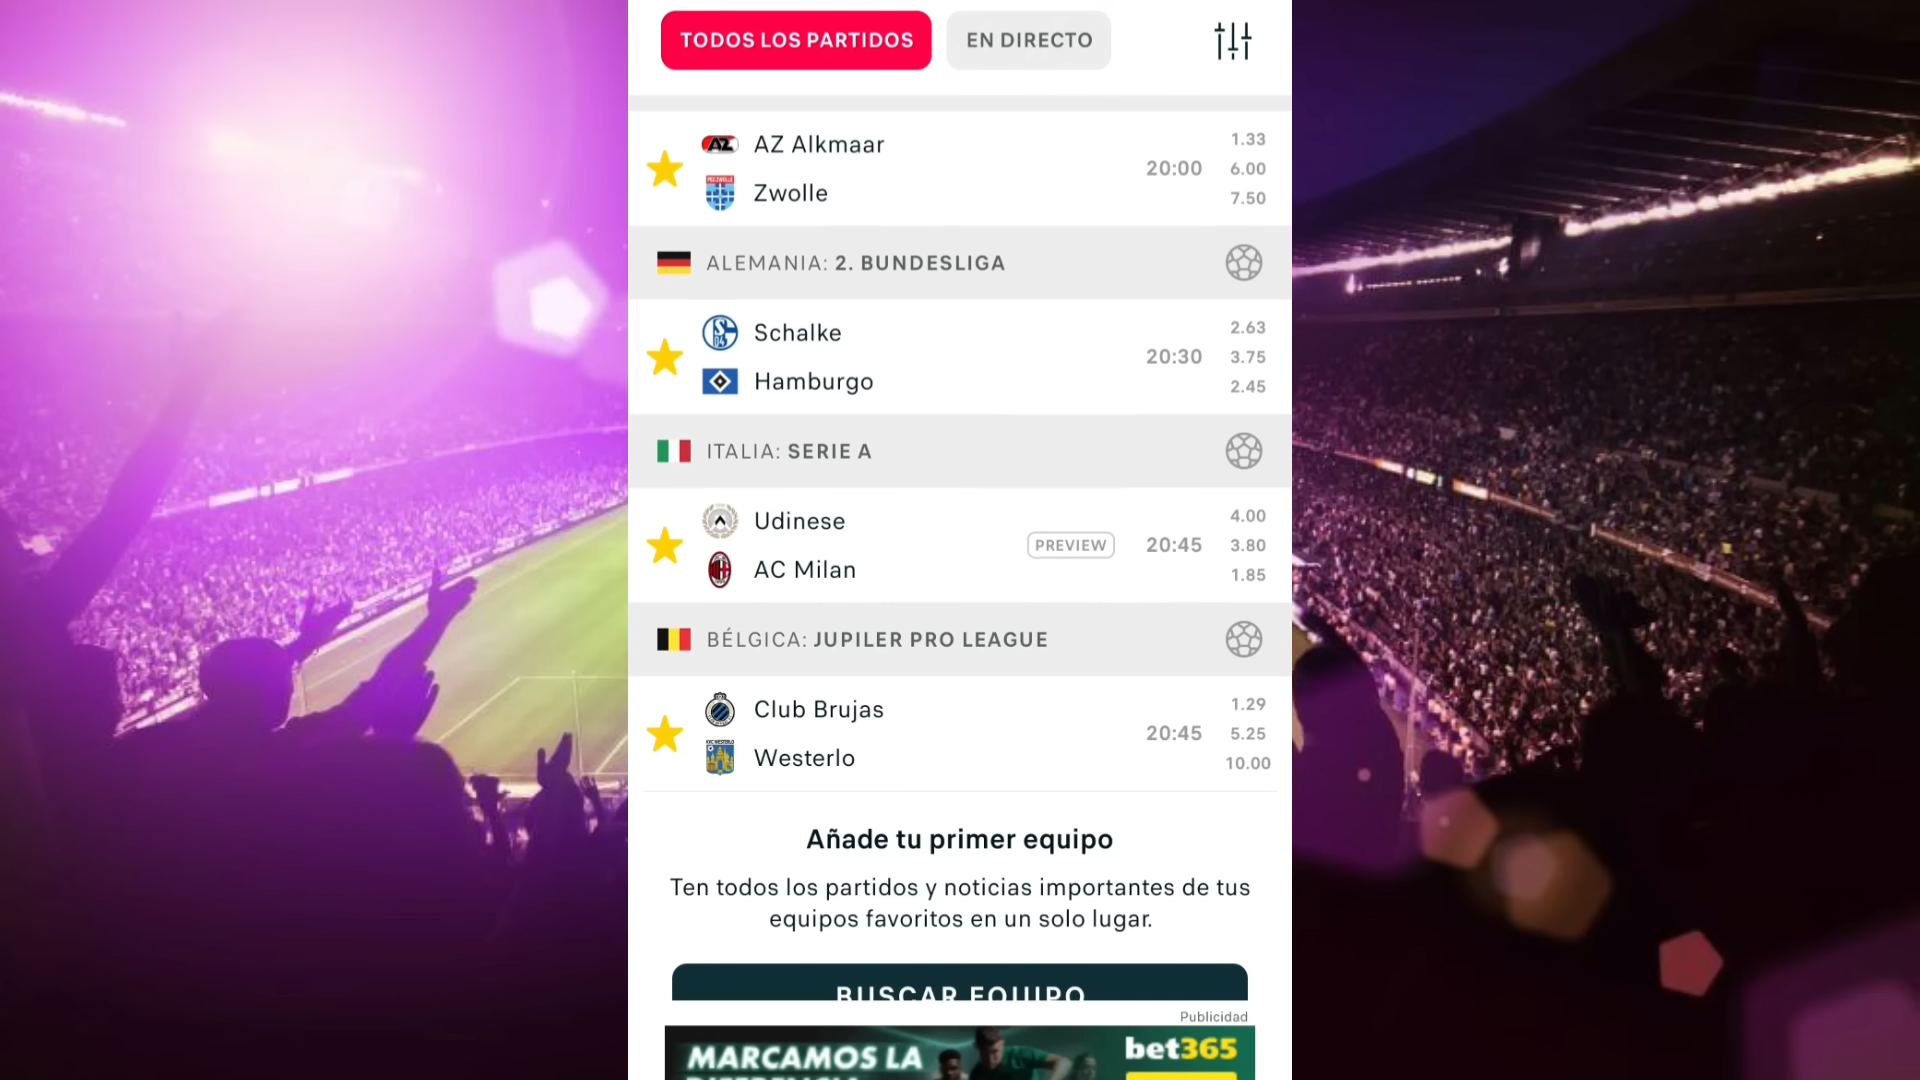 TODOS LOS PARTIDOS
EN DIRECTO
AZ Alkmaar
Zwolle
20:00
1.33
6.00
7.50
ALEMANIA: 2. BUNDESLIGA
Schalke
Hamburgo
20:30
2.63
3.75
2.45
ITALIA: SERIE A
Udinese
AC Milan
PREVIEW
20:45
4.00
3.80
1.85
BÉLGICA: JUPILER PRO LEAGUE
Club Brujas
Westerlo
20:45
1.29
5.25
10.00
Añade tu primer equipo
Ten todos los partidos y noticias importantes de tus
equipos favoritos en un solo lugar.
BUSCAR EQUIPO
Publicidad
MARCAMOS LA
DIFERENCIA
bet365